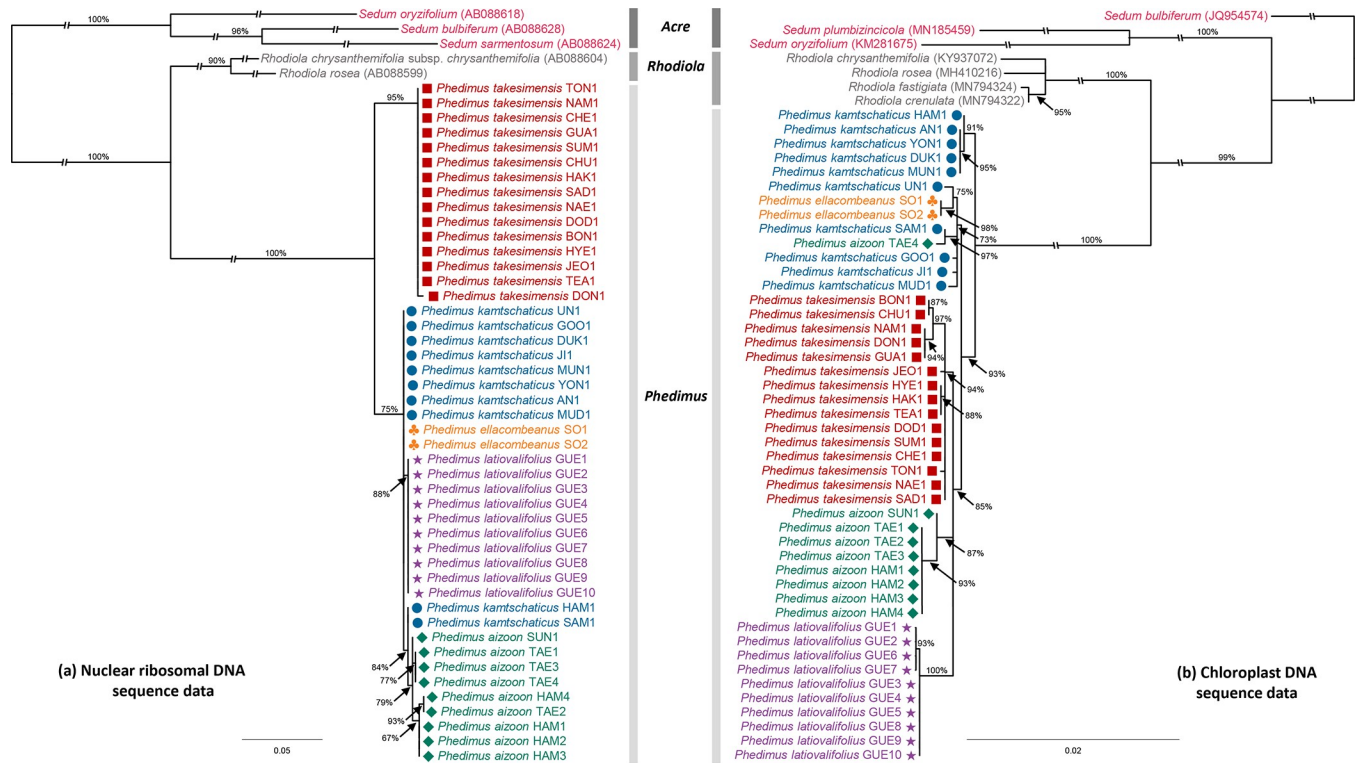 Sedum oryzifolium (AB088618)
Sedum bulbiferum (AB088628)
96%
Sedum sarmentosum (AB088624)
Rhodiola chrysanthemifolia subsp. chrysanthemifolia (AB088604)
90%
Rhodiola rosea (AB088599)
95%
100%
100%
75%
88%
84%
77%
79%
93%
67%
Phedimus takesimensis TON1
Phedimus takesimensis NAM1
Phedimus takesimensis CHE1
Phedimus takesimensis GUA1
Phedimus takesimensis SUM1
Phedimus takesimensis CHU1
Phedimus takesimensis HAK1
Phedimus takesimensis SAD1
Phedimus takesimensis NAE1
Phedimus takesimensis DOD1
Phedimus takesimensis BON1
Phedimus takesimensis HYE1
Phedimus takesimensis JEO1
Phedimus takesimensis TEA1
Phedimus takesimensis DON1
Phedimus kamtschaticus UN1
Phedimus kamtschaticus GOO1
Phedimus kamtschaticus DUK1
Phedimus kamtschaticus JI1
Phedimus kamtschaticus MUN1
Phedimus kamtschaticus YON1
Phedimus kamtschaticus AN1
Phedimus kamtschaticus MUD1
Phedimus ellacombeanus SO1
Phedimus ellacombeanus SO2
Phedimus latiovalifolius GUE1
Phedimus latiovalifolius GUE2
Phedimus latiovalifolius GUE3
Phedimus latiovalifolius GUE4
Phedimus latiovalifolius GUE5
Phedimus latiovalifolius GUE6
Phedimus latiovalifolius GUE7
Phedimus latiovalifolius GUE8
Phedimus latiovalifolius GUE9
Phedimus latiovalifolius GUE10
Phedimus kamtschaticus HAM1
Phedimus kamtschaticus SAM1
Phedimus aizoon SUN1
Phedimus aizoon TAE1
Phedimus aizoon TAE3
Phedimus aizoon TAE4
Phedimus aizoon HAM4
Phedimus aizoon TAE2
Phedimus aizoon HAM1
Phedimus aizoon HAM2
Phedimus aizoon HAM3
(a) Nuclear ribosomal DNA
sequence data
0.05
Acre
Rhodiola
Phedimus
Sedum bulbiferum (JQ954574)
Sedum plumbizincicola (MN185459)
100%
Sedum oryzifolium (KM281675)
Rhodiola chrysanthemifolia (KY937072)
Rhodiola rosea (MH410216)
100%
Rhodiola fastigiata (MN794324)
Rhodiola crenulata (MN794322)
95%
Phedimus kamtschaticus HAM1
Phedimus kamtschaticus AN1
Phedimus kamtschaticus YON1
Phedimus kamtschaticus DUK1
Phedimus kamtschaticus MUN1
Phedimus kamtschaticus UN1
Phedimus ellacombeanus SO1
Phedimus ellacombeanus SO2
Phedimus kamtschaticus SAM1
Phedimus aizoon TAE4
Phedimus kamtschaticus GOO1
Phedimus kamtschaticus JI1
Phedimus kamtschaticus MUD1
Phedimus takesimensis BON1
Phedimus takesimensis CHU1
Phedimus takesimensis NAM1
Phedimus takesimensis DON1
Phedimus takesimensis GUA1
Phedimus takesimensis JEO1
Phedimus takesimensis HYE1
Phedimus takesimensis HAK1
Phedimus takesimensis TEA1
Phedimus takesimensis DOD1
Phedimus takesimensis SUM1
Phedimus takesimensis CHE1
Phedimus takesimensis TON1
Phedimus takesimensis NAE1
Phedimus takesimensis SAD1
Phedimus aizoon SUN1
Phedimus aizoon TAE1
Phedimus aizoon TAE2
Phedimus aizoon TAE3
Phedimus aizoon HAM1
Phedimus aizoon HAM2
Phedimus aizoon HAM3
Phedimus aizoon HAM4
Phedimus latiovalifolius GUE1
Phedimus latiovalifolius GUE2
Phedimus latiovalifolius GUE6
Phedimus latiovalifolius GUE7
Phedimus latiovalifolius GUE3
Phedimus latiovalifolius GUE4
Phedimus latiovalifolius GUE5
Phedimus latiovalifolius GUE8
Phedimus latiovalifolius GUE9
Phedimus latiovalifolius GUE10
91%
95%
99%
75%
98%
73%
100%
97%
87%
97%
94%
93%
94%
88%
85%
87%
93%
93%
100%
(b) Chloroplast DNA
sequence data
0.02